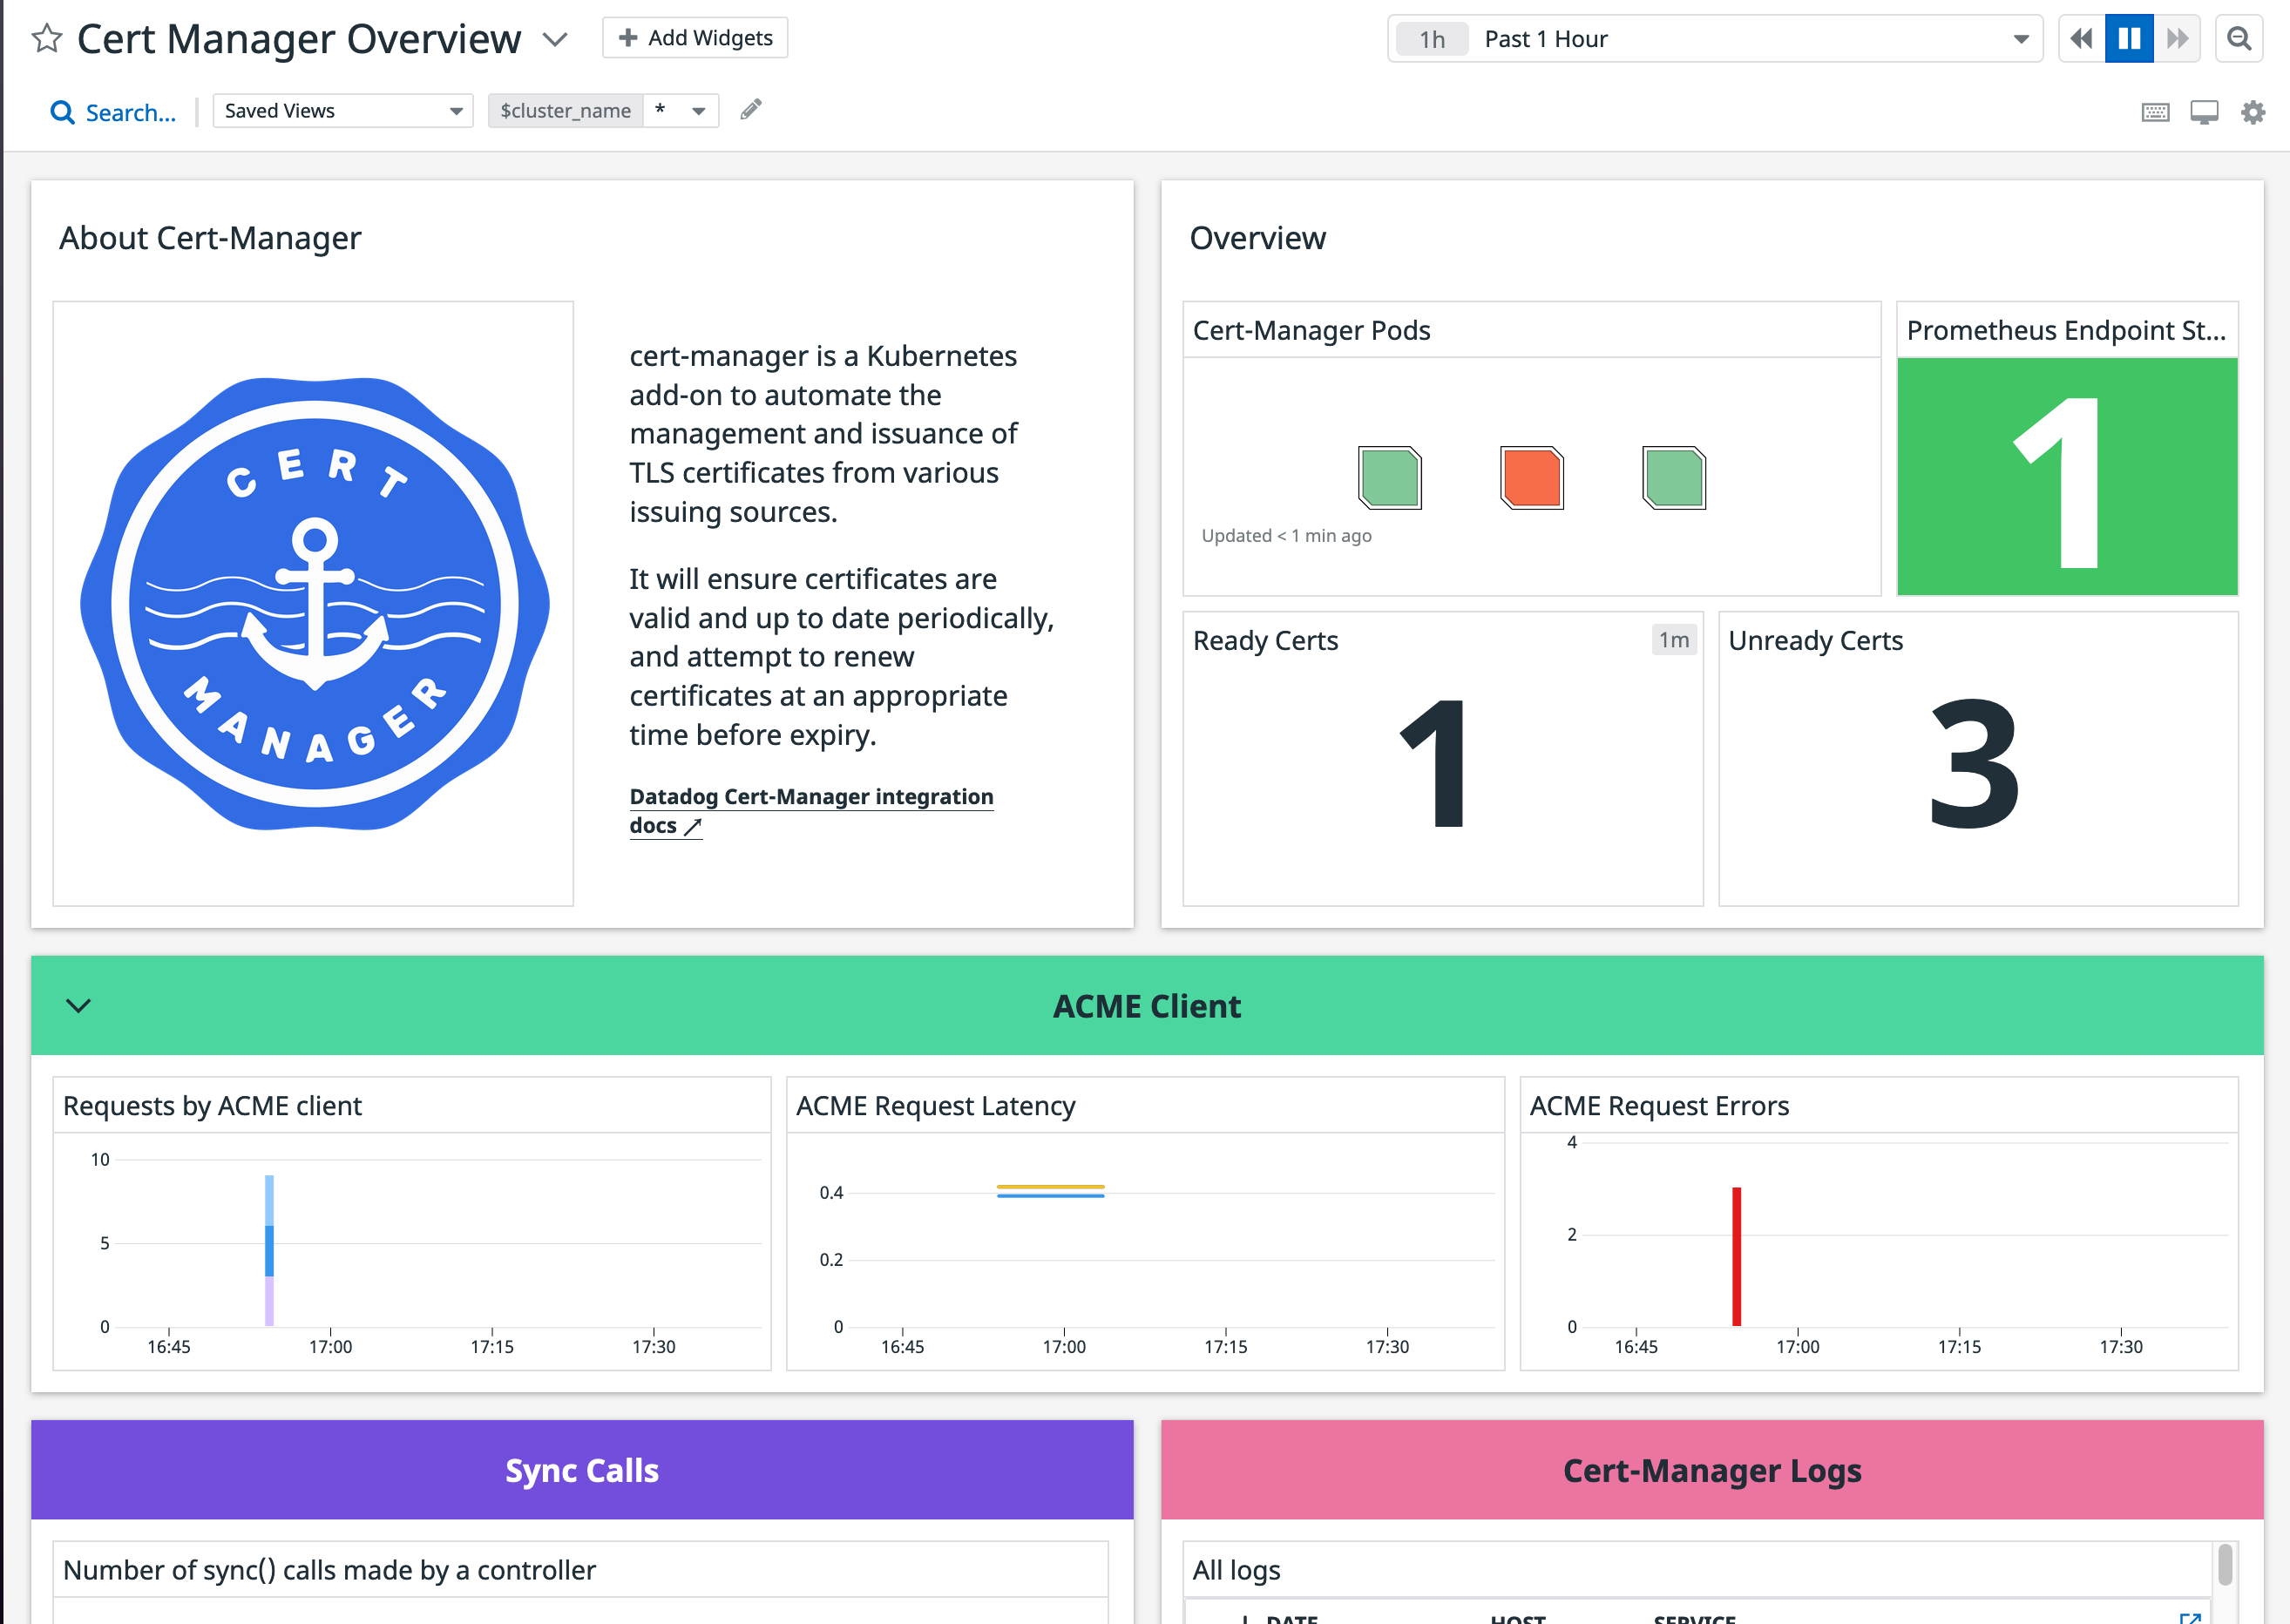 Cert Manager Overview
Add Widgets
1h Past 1 Hour
Search...
Saved Views
$cluster_name *
About Cert-Manager
CERT
MANAGER
cert-manager is a Kubernetes
add-on to automate the
management and issuance of
TLS certificates from various
issuing sources.
It will ensure certificates are
valid and up to date periodically,
and attempt to renew
certificates at an appropriate
time before expiry.
Datadog Cert-Manager integration
docs ↗
Overview
Cert-Manager Pods
Updated < 1 min ago
Prometheus Endpoint St...
1
Ready Certs 1m
1
Unready Certs
3
ACME Client
Requests by ACME client
10
5
0
16:45 17:00 17:15 17:30
ACME Request Latency
0.4
0.2
0
16:45 17:00 17:15 17:30
ACME Request Errors
4
2
0
16:45 17:00 17:15 17:30
Sync Calls
Number of sync() calls made by a controller
Cert-Manager Logs
All logs
DATE HOST SERVICE